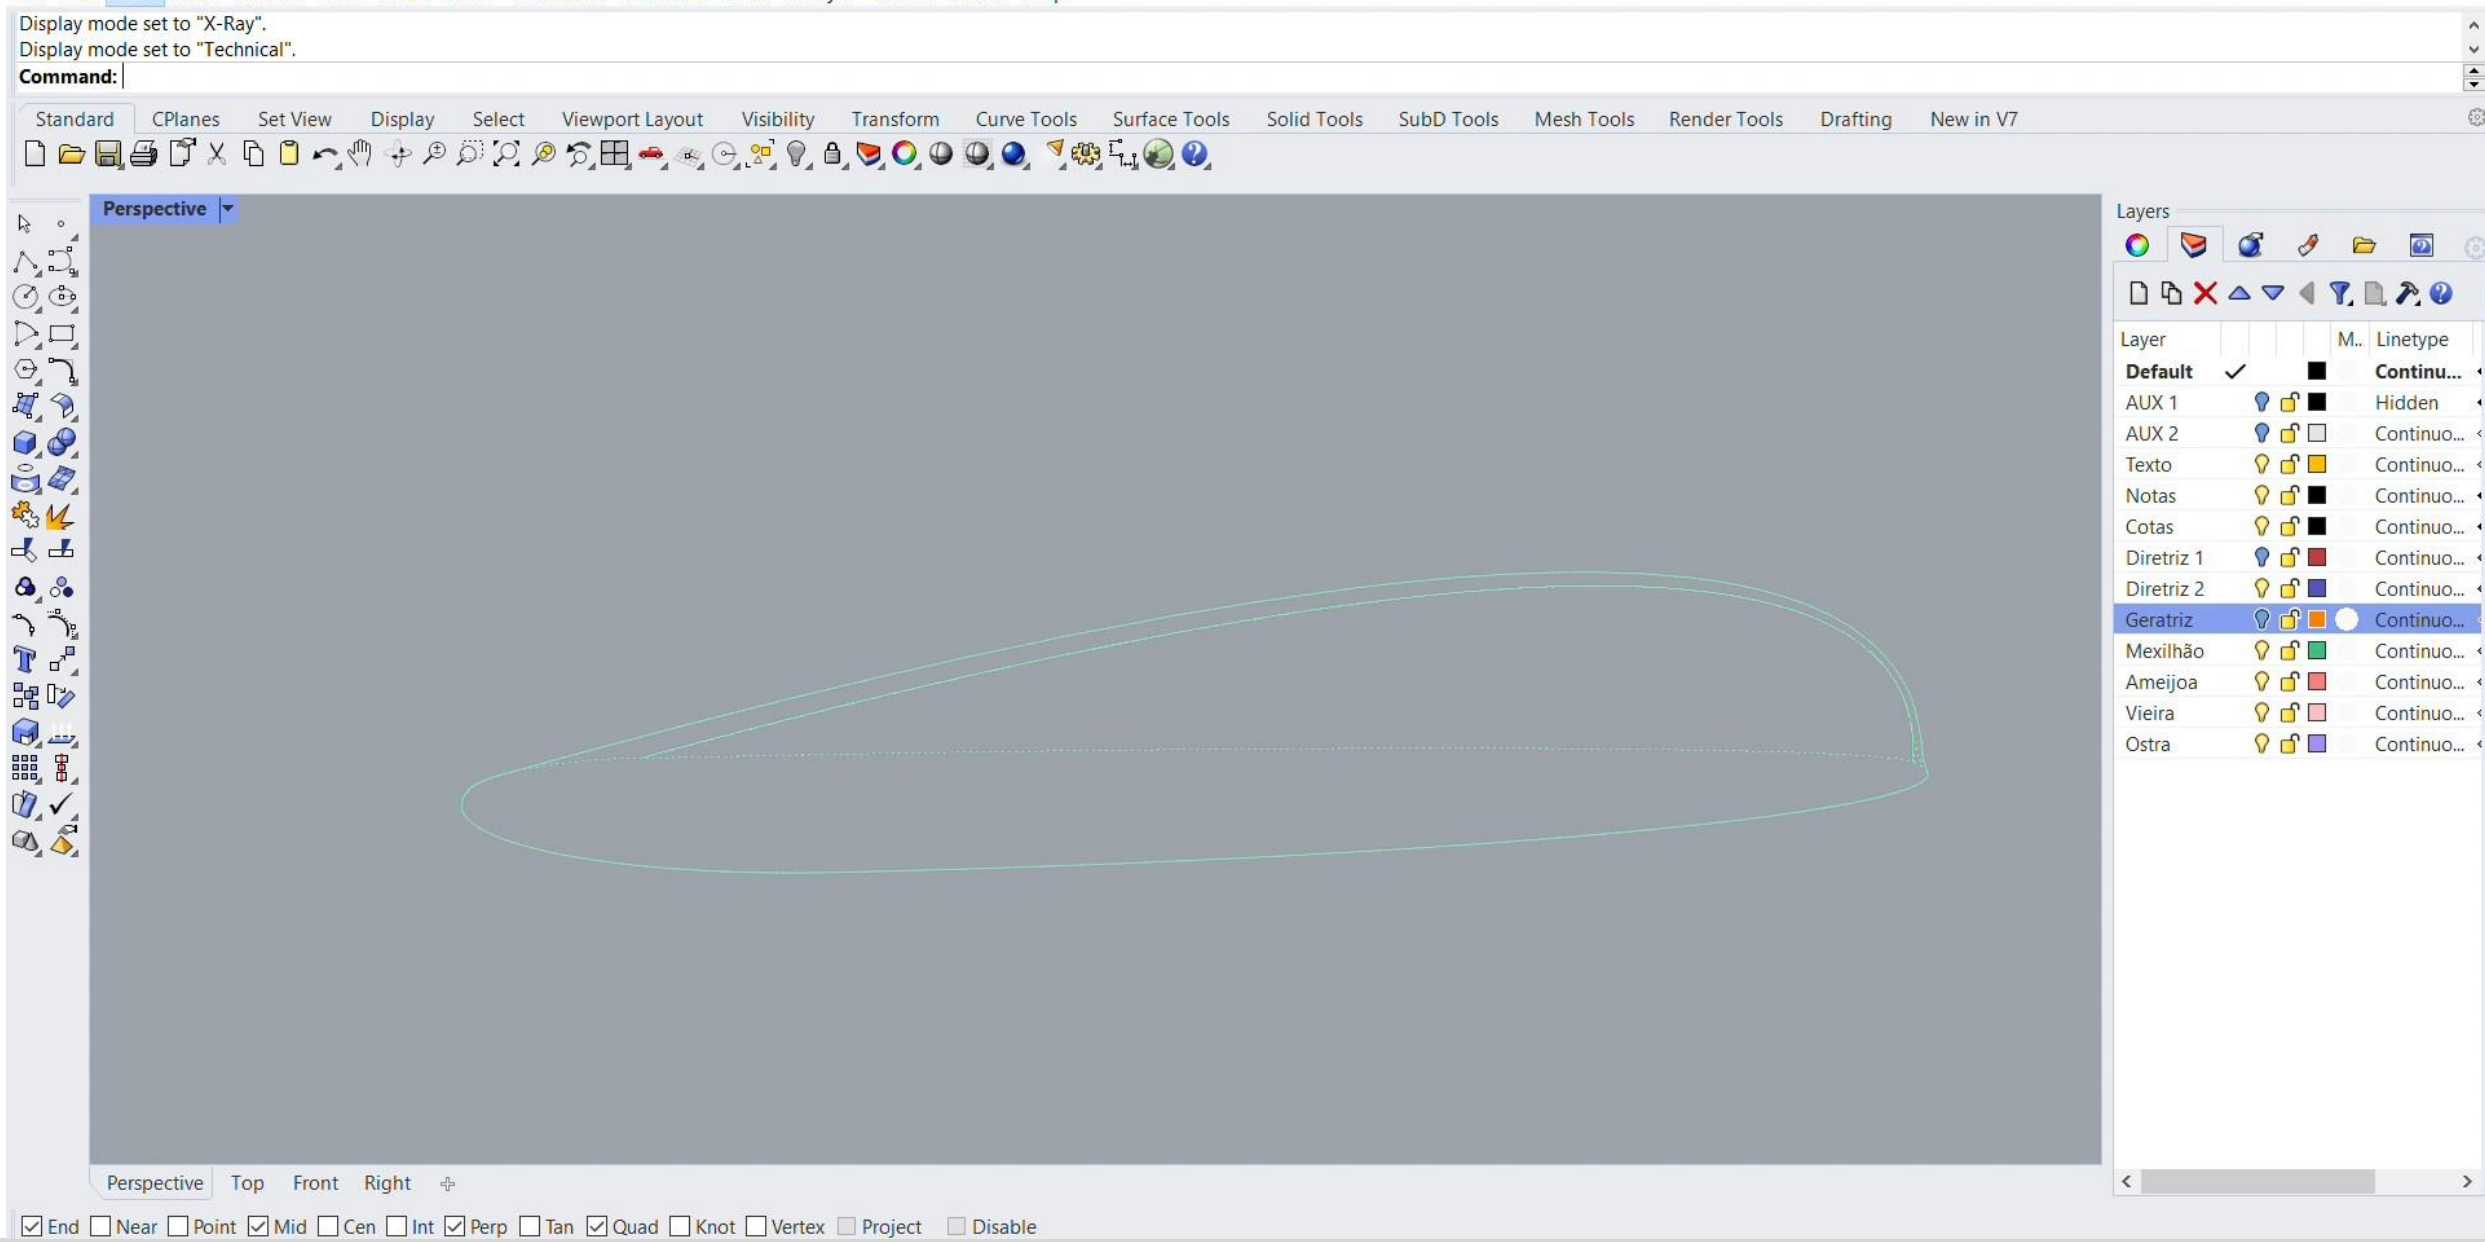 Display mode set to "X-Ray".
Display mode set to "Technical".
Command:
Standard CPlanes Set View Display Select Viewport Layout Visibility Transform Curve Tools Surface Tools Solid Tools SubD Tools Mesh Tools Render Tools Drafting New in V7
Perspective
Layers
Layer M.. Linetype
Default Continu...
AUX 1 Hidden
AUX 2 Continuo...
Texto Continuo...
Notas Continuo...
Cotas Continuo...
Diretriz 1 Continuo...
Diretriz 2 Continuo...
Geratriz Continuo...
Mexilhão Continuo...
Ameijoa Continuo...
Vieira Continuo...
Ostra Continuo...
Perspective Top Front Right
End Near Point Mid Cen Int Perp Tan Quad Knot Vertex Project Disable